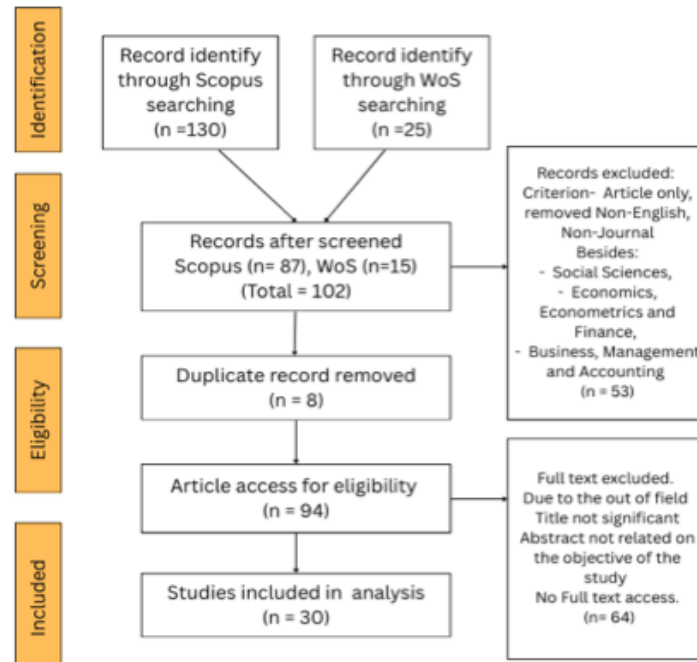 Identification
Record identify
through Scopus
searching
(n =130)
Record identify
through WoS
searching
(n =25)
Screening
Records after screened
Scopus (n= 87), WoS (n=15)
(Total = 102)
Records excluded:
Criterion- Article only,
removed Non-English,
Non-Journal
Besides:
- Social Sciences,
- Economics,
Econometrics and
Finance,
- Business, Management
and Accounting
(n = 53)
Eligibility
Duplicate record removed
(n = 8)
Article access for eligibility
(n = 94)
Full text excluded.
Due to the out of field
Title not significant
Abstract not related on
the objective of the
study
No Full text access.
(n= 64)
Included
Studies included in analysis
(n = 30)